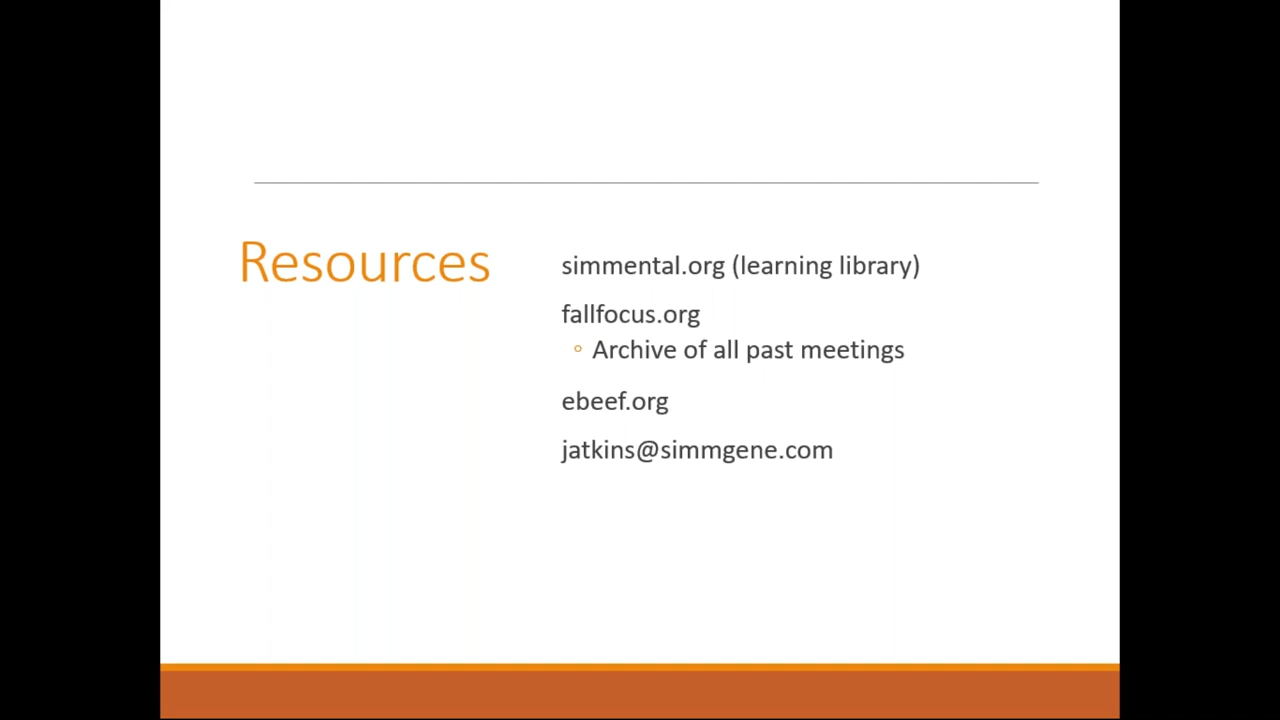 Resources
simmental.org (learning library)
fallfocus.org
◦ Archive of all past meetings
ebeef.org
jatkins@simmgene.com